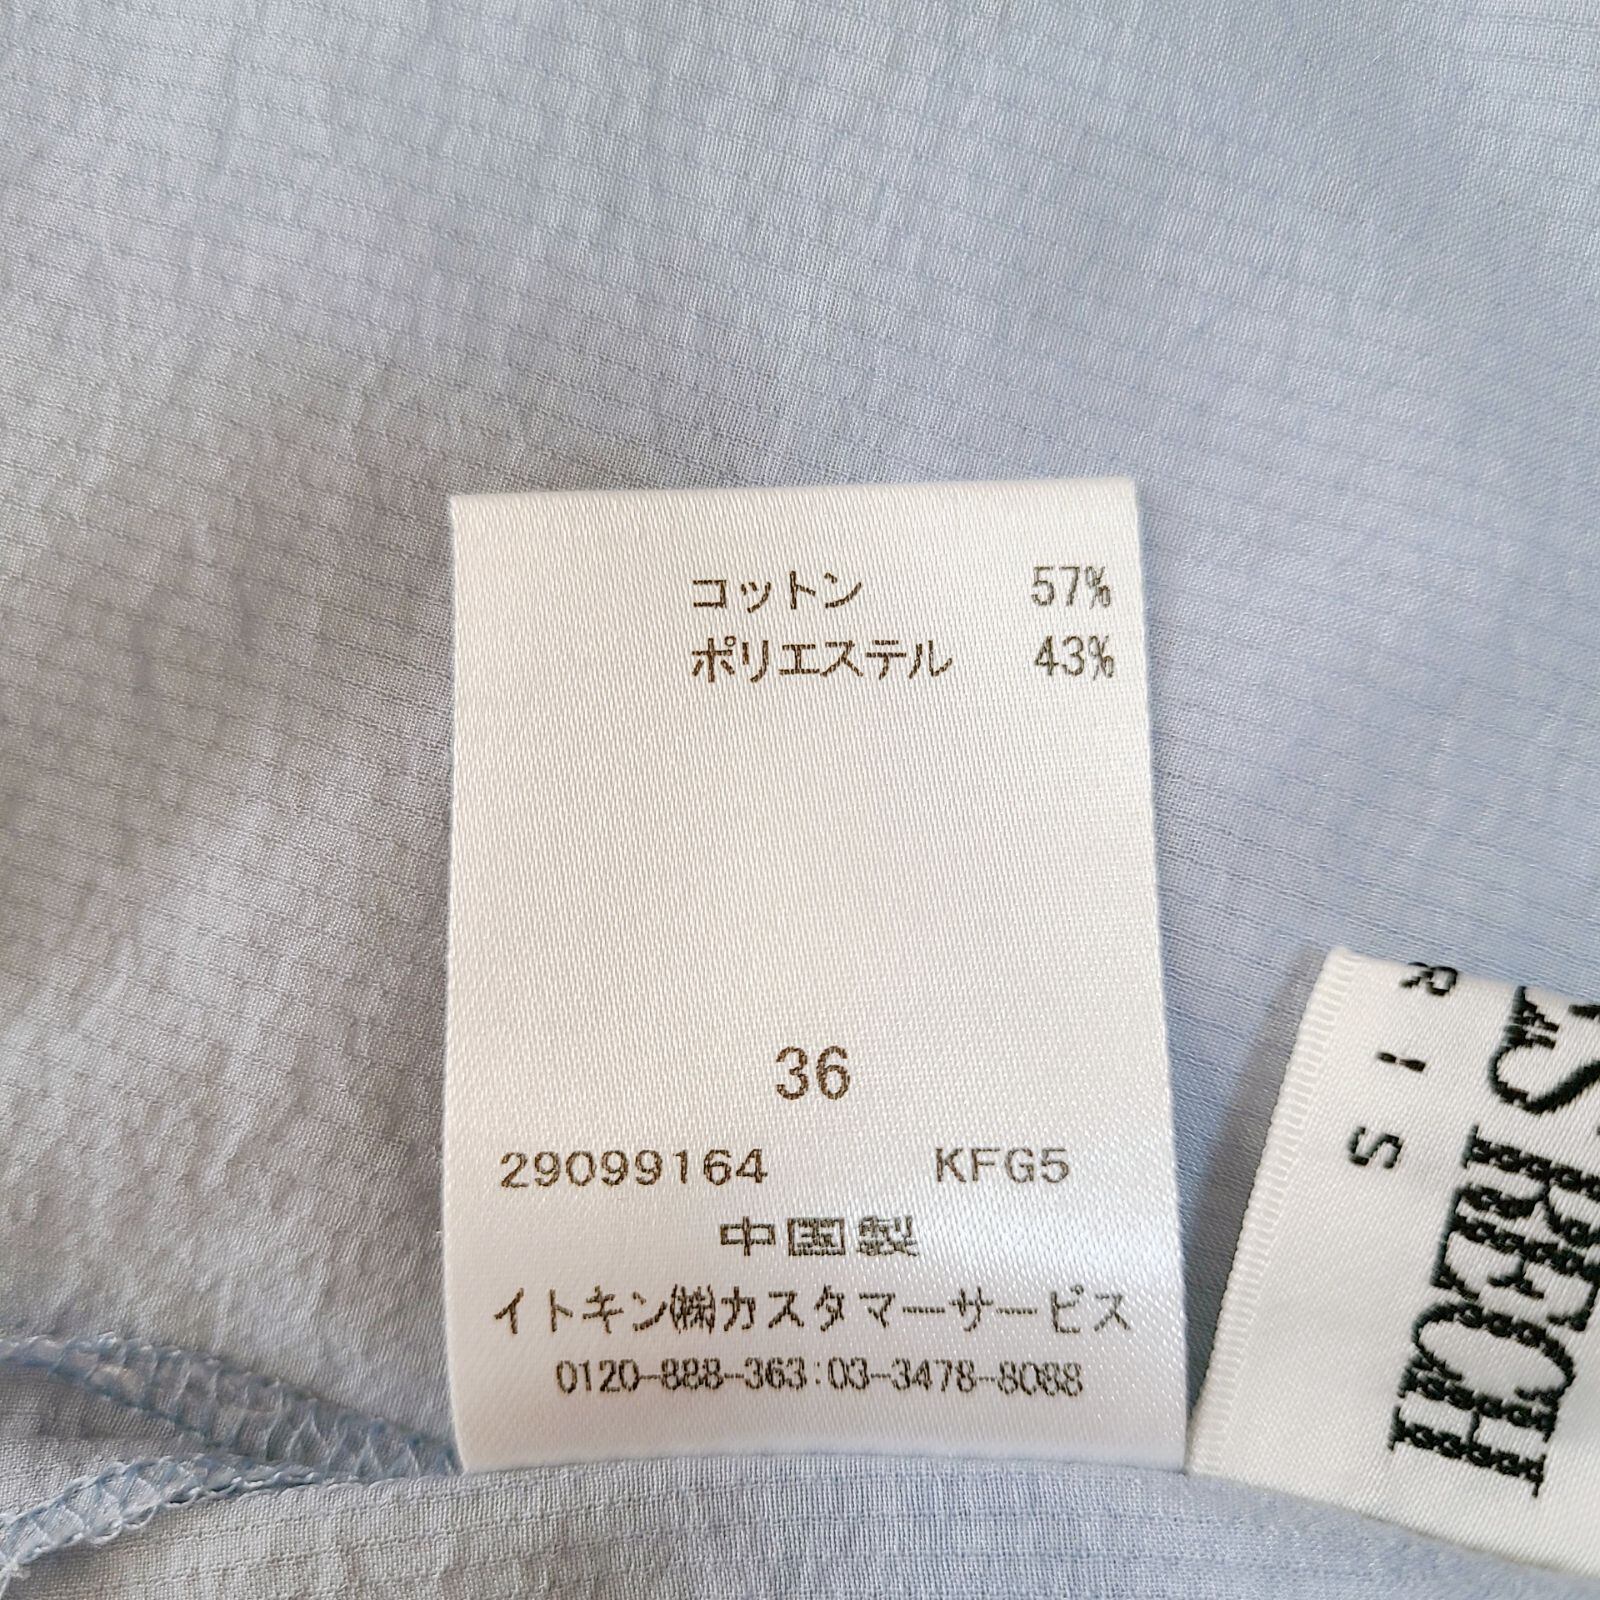 コットン 57%
ポリエステル 43%
36
29099164 KFG5
中国製
イトキン㈱カスタマーサービス
0120-888-363:03-3478-8088